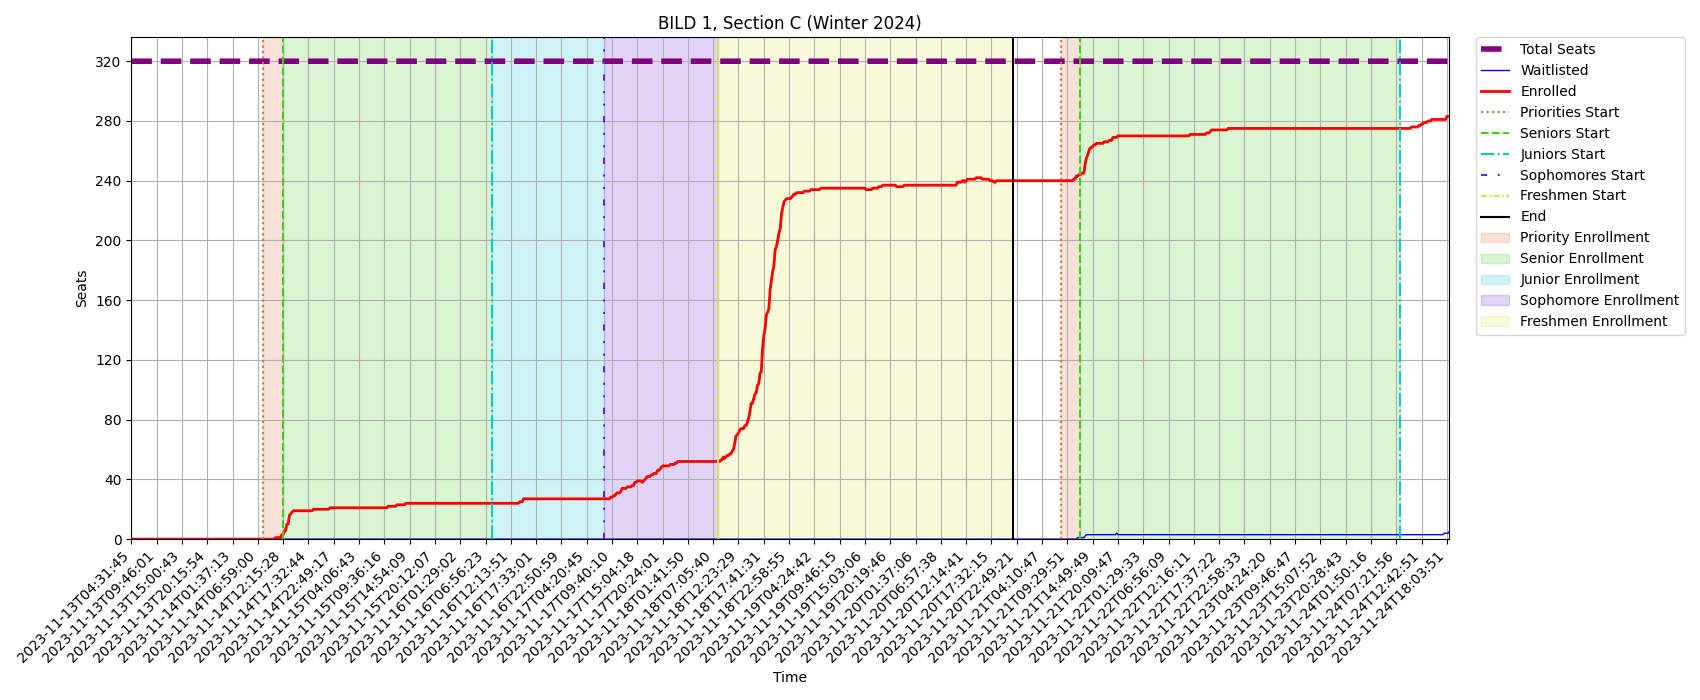 BILD 1, Section C (Winter 2024)
Seats
320
280
240
200
160
120
80
40
0
2023-11-13T04:31:45
2023-11-13T09:46:01
2023-11-13T15:00:43
2023-11-13T20:15:54
2023-11-14T01:37:13
2023-11-14T06:59:00
2023-11-14T12:15:28
2023-11-14T17:32:44
2023-11-14T22:49:17
2023-11-15T04:06:43
2023-11-15T09:36:16
2023-11-15T14:54:09
2023-11-15T20:12:07
2023-11-16T01:29:02
2023-11-16T06:56:23
2023-11-16T12:13:51
2023-11-16T17:33:01
2023-11-16T22:50:59
2023-11-17T04:20:45
2023-11-17T09:40:10
2023-11-17T15:04:18
2023-11-17T20:24:01
2023-11-18T01:41:50
2023-11-18T07:05:40
2023-11-18T12:23:29
2023-11-18T17:41:31
2023-11-18T22:58:55
2023-11-19T04:24:42
2023-11-19T09:46:15
2023-11-19T15:03:06
2023-11-19T20:19:46
2023-11-20T01:37:06
2023-11-20T06:57:38
2023-11-20T12:14:41
2023-11-20T17:32:15
2023-11-20T22:49:21
2023-11-21T04:10:47
2023-11-21T09:29:51
2023-11-21T14:49:49
2023-11-21T20:09:47
2023-11-22T01:29:33
2023-11-22T06:56:09
2023-11-22T12:16:11
2023-11-22T17:37:22
2023-11-22T22:58:33
2023-11-23T04:24:20
2023-11-23T09:46:47
2023-11-23T15:07:52
2023-11-23T20:28:43
2023-11-24T01:50:16
2023-11-24T07:21:56
2023-11-24T12:42:51
2023-11-24T18:03:51
Time
Total Seats
Waitlisted
Enrolled
Priorities Start
Seniors Start
Juniors Start
Sophomores Start
Freshmen Start
End
Priority Enrollment
Senior Enrollment
Junior Enrollment
Sophomore Enrollment
Freshmen Enrollment